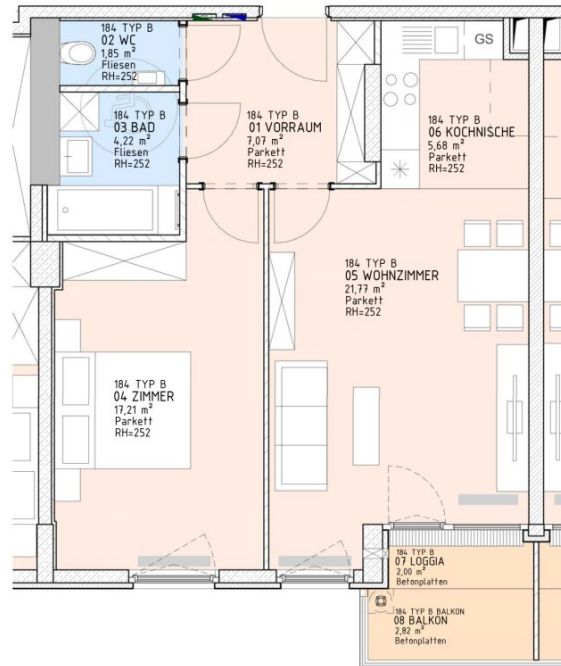 184 TYP B
02 WC
1,85 m²
Fliesen
RH=252
GS
184 TYP B
03 BAD
4,22 m²
Fliesen
RH=252
184 TYP B
01 VORRAUM
7,07 m²
Parkett
RH=252
184 TYP B
06 KOCHNISCHE
5,68 m²
Parkett
RH=252
184 TYP B
05 WOHNZIMMER
21,77 m²
Parkett
RH=252
184 TYP B
04 ZIMMER
17,21 m²
Parkett
RH=252
184 TYP B
07 LOGGIA
2,00 m²
Betonplatten
184 TYP B BALKON
08 BALKON
2,82 m²
Betonplatten